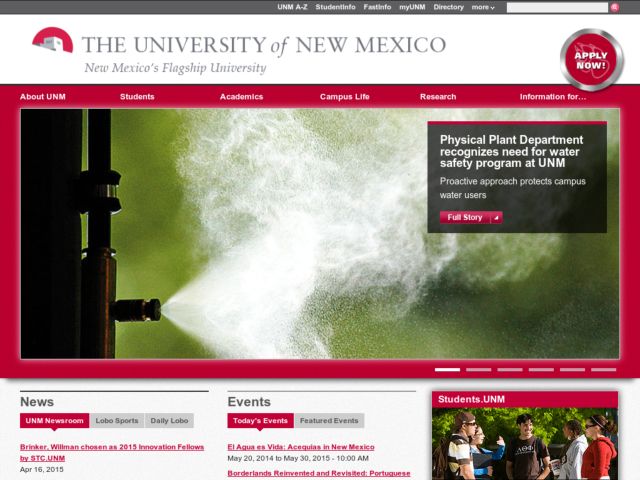 UNM A-Z StudentInfo FastInfo myUNM Directory more
THE UNIVERSITY of NEW MEXICO
New Mexico's Flagship University
APPLY
NOW!
About UNM Students Academics Campus Life Research Information for...
Physical Plant Department
recognizes need for water
safety program at UNM
Proactive approach protects campus
water users
Full Story
News
UNM Newsroom Lobo Sports Daily Lobo
Brinker, Willman chosen as 2015 Innovation Fellows
by STC.UNM
Apr 16, 2015
Events
Today's Events Featured Events
El Agua es Vida: Acequias in New Mexico
May 20, 2014 to May 30, 2015 - 10:00 AM
Borderlands Reinvented and Revisited: Portuguese
Students.UNM